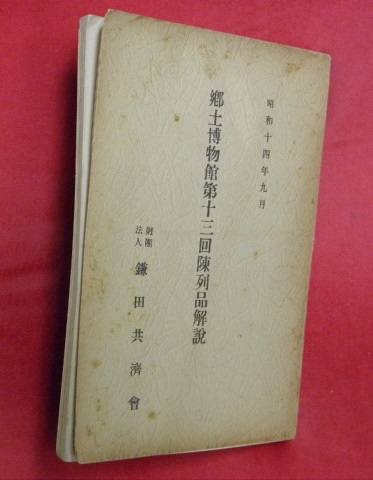 昭和十四年九月
鄕土博物館第十三回陳列品解說
財團法人 鎌田共濟會